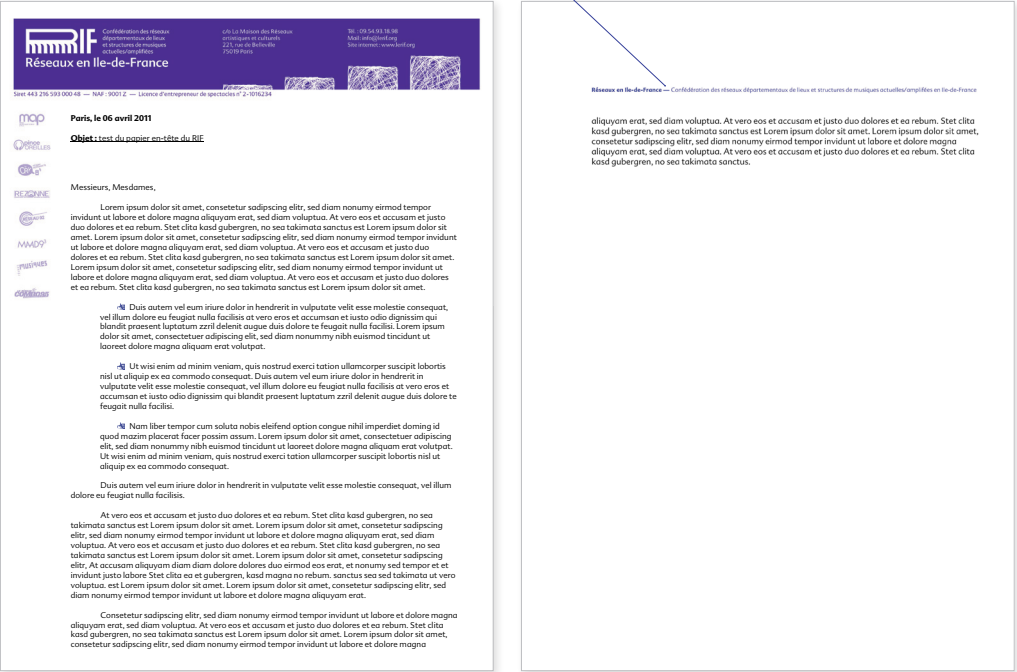 RIF
Réseaux en Ile-de-France
Confédération des réseaux
départementaux de lieux
et structures de musiques
actuelles/amplifiées
c/o La Maison des Réseaux
artistiques et culturels
221, rue de Belleville
75019 Paris
Tél. : 09.54.93.18.98
Mail: info@lerif.org
Site internet: www.lerif.org
Siret 443 216 593 000 48 — NAF : 9001 Z — Licence d'entrepreneur de spectacles n° 2-1016234
map
pince
OREILLES
CRY
REZONNE
MMD9³
Paris, le 06 avril 2011
Objet : test du papier en-tête du RIF
Messieurs, Mesdames,
Lorem ipsum dolor sit amet, consetetur sadipscing elitr, sed diam nonumy eirmod tempor
invidunt ut labore et dolore magna aliquyam erat, sed diam voluptua. At vero eos et accusam et justo
duo dolores et ea rebum. Stet clita kasd gubergren, no sea takimata sanctus est Lorem ipsum dolor sit
amet. Lorem ipsum dolor sit amet, consetetur sadipscing elitr, sed diam nonumy eirmod tempor invidunt
ut labore et dolore magna aliquyam erat, sed diam voluptua. At vero eos et accusam et justo duo
dolores et ea rebum. Stet clita kasd gubergren, no sea takimata sanctus est Lorem ipsum dolor sit amet.
Lorem ipsum dolor sit amet, consetetur sadipscing elitr, sed diam nonumy eirmod tempor invidunt ut
labore et dolore magna aliquyam erat, sed diam voluptua. At vero eos et accusam et justo duo dolores
et ea rebum. Stet clita kasd gubergren, no sea takimata sanctus est Lorem ipsum dolor sit amet.
Duis autem vel eum iriure dolor in hendrerit in vulputate velit esse molestie consequat,
vel illum dolore eu feugiat nulla facilisis at vero eros et accumsan et iusto odio dignissim qui
blandit praesent luptatum zzril delenit augue duis dolore te feugait nulla facilisi. Lorem ipsum
dolor sit amet, consectetuer adipiscing elit, sed diam nonummy nibh euismod tincidunt ut
laoreet dolore magna aliquam erat volutpat.
Ut wisi enim ad minim veniam, quis nostrud exerci tation ullamcorper suscipit lobortis
nisl ut aliquip ex ea commodo consequat. Duis autem vel eum iriure dolor in hendrerit in
vulputate velit esse molestie consequat, vel illum dolore eu feugiat nulla facilisis at vero eros et
accumsan et iusto odio dignissim qui blandit praesent luptatum zzril delenit augue duis dolore te
feugait nulla facilisi.
Nam liber tempor cum soluta nobis eleifend option congue nihil imperdiet doming id
quod mazim placerat facer possim assum. Lorem ipsum dolor sit amet, consectetuer adipiscing
elit, sed diam nonummy nibh euismod tincidunt ut laoreet dolore magna aliquam erat volutpat.
Ut wisi enim ad minim veniam, quis nostrud exerci tation ullamcorper suscipit lobortis nisl ut
aliquip ex ea commodo consequat.
Duis autem vel eum iriure dolor in hendrerit in vulputate velit esse molestie consequat, vel illum
dolore eu feugiat nulla facilisis.
At vero eos et accusam et justo duo dolores et ea rebum. Stet clita kasd gubergren, no sea
takimata sanctus est Lorem ipsum dolor sit amet. Lorem ipsum dolor sit amet, consetetur sadipscing
elitr, sed diam nonumy eirmod tempor invidunt ut labore et dolore magna aliquyam erat, sed diam
voluptua. At vero eos et accusam et justo duo dolores et ea rebum. Stet clita kasd gubergren, no sea
takimata sanctus est Lorem ipsum dolor sit amet. Lorem ipsum dolor sit amet, consetetur sadipscing
elitr, At accusam aliquyam diam diam dolore dolores duo eirmod eos erat, et nonumy sed tempor et et
invidunt justo labore Stet clita ea et gubergren, kasd magna no rebum. sanctus sea sed takimata ut vero
voluptua. est Lorem ipsum dolor sit amet. Lorem ipsum dolor sit amet, consetetur sadipscing elitr, sed
diam nonumy eirmod tempor invidunt ut labore et dolore magna aliquyam erat.
Consetetur sadipscing elitr, sed diam nonumy eirmod tempor invidunt ut labore et dolore magna
aliquyam erat, sed diam voluptua. At vero eos et accusam et justo duo dolores et ea rebum. Stet clita
kasd gubergren, no sea takimata sanctus est Lorem ipsum dolor sit amet. Lorem ipsum dolor sit amet,
consetetur sadipscing elitr, sed diam nonumy eirmod tempor invidunt ut labore et dolore magna
Réseaux en Ile-de-France — Confédération des réseaux départementaux de lieux et structures de musiques actuelles/amplifiées en Ile-de-France
aliquyam erat, sed diam voluptua. At vero eos et accusam et justo duo dolores et ea rebum. Stet clita
kasd gubergren, no sea takimata sanctus est Lorem ipsum dolor sit amet. Lorem ipsum dolor sit amet,
consetetur sadipscing elitr, sed diam nonumy eirmod tempor invidunt ut labore et dolore magna
aliquyam erat, sed diam voluptua. At vero eos et accusam et justo duo dolores et ea rebum. Stet clita
kasd gubergren, no sea takimata sanctus.